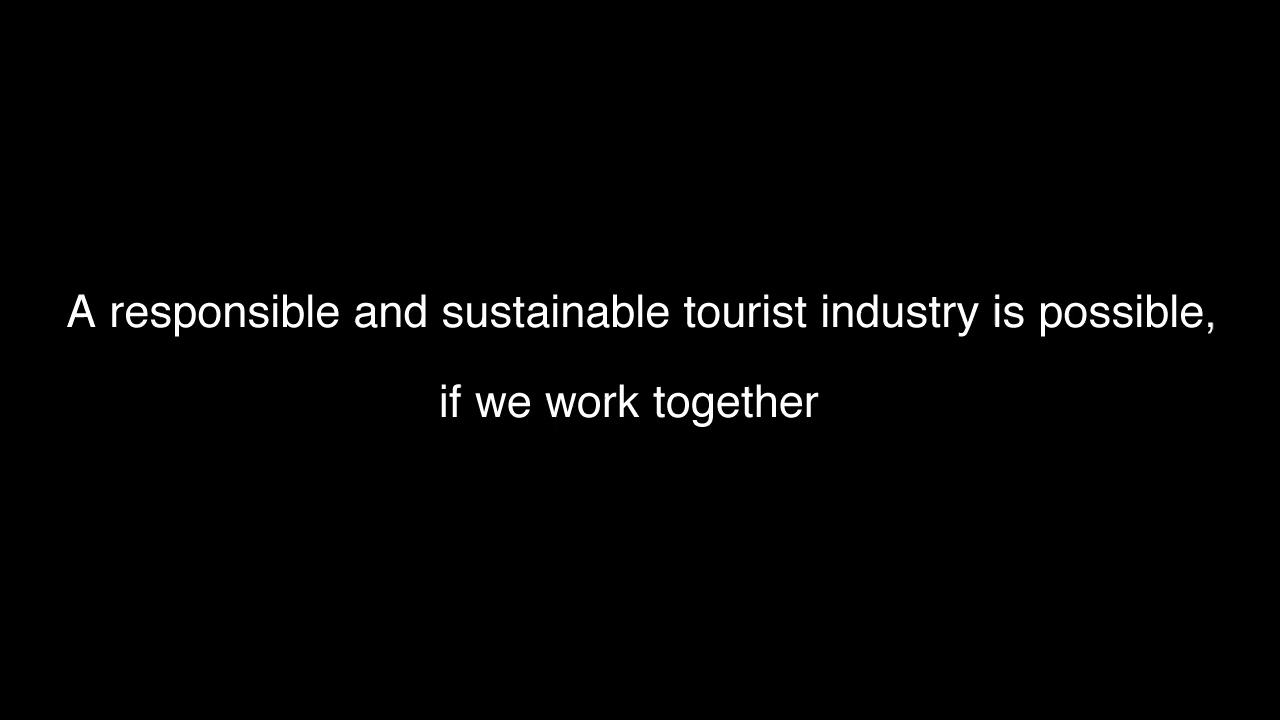 A responsible and sustainable tourist industry is possible,
if we work together